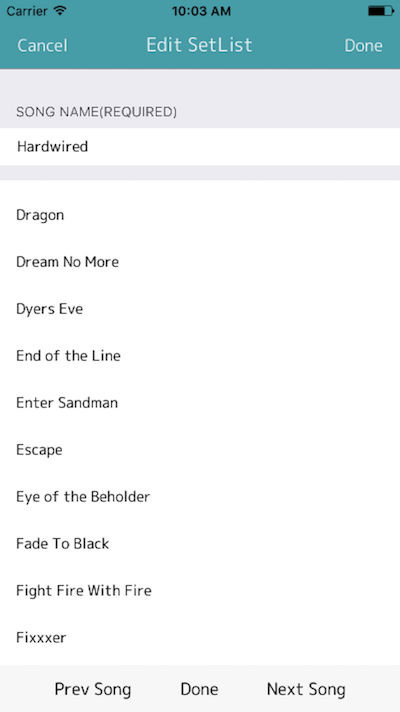 Carrier 10:03 AM
Cancel Edit SetList Done
SONG NAME(REQUIRED)
Hardwired
Dragon
Dream No More
Dyers Eve
End of the Line
Enter Sandman
Escape
Eye of the Beholder
Fade To Black
Fight Fire With Fire
Fixxxer
Prev Song Done Next Song